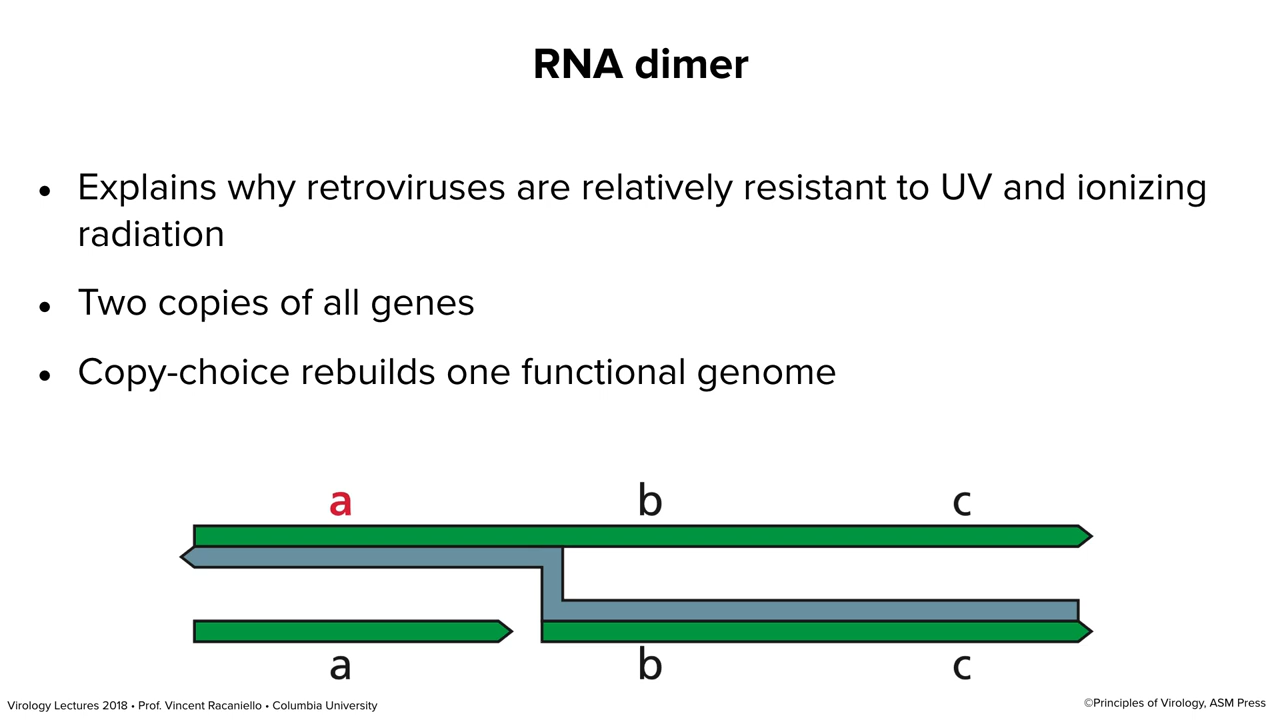 RNA dimer
• Explains why retroviruses are relatively resistant to UV and ionizing
radiation
• Two copies of all genes
• Copy-choice rebuilds one functional genome
a b c
a b c
Virology Lectures 2018 • Prof. Vincent Racaniello • Columbia University
©Principles of Virology, ASM Press